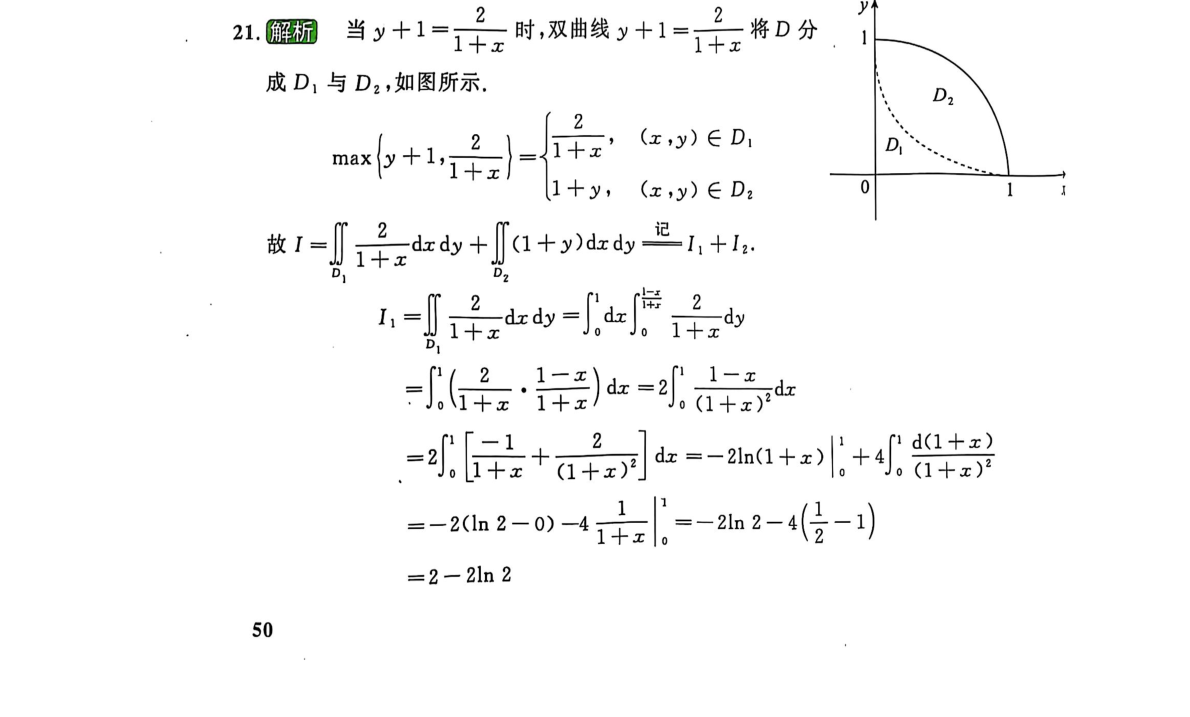 21. 解析 当 y+1=2/(1+x) 时,双曲线 y+1=2/(1+x) 将 D 分
成 D₁ 与 D₂,如图所示.
max{y+1, 2/(1+x)}={2/(1+x), (x,y)∈D₁
1+y, (x,y)∈D₂
故 I=∬_{D₁} 2/(1+x) dx dy+∬_{D₂}(1+y)dx dy ≝(记) I₁+I₂.
I₁=∬_{D₁} 2/(1+x) dx dy=∫₀¹dx∫₀^{(1-x)/(1+x)} 2/(1+x) dy
=∫₀¹(2/(1+x)·(1-x)/(1+x))dx=2∫₀¹ (1-x)/(1+x)² dx
=2∫₀¹[-1/(1+x)+2/(1+x)²]dx=-2ln(1+x)|₀¹+4∫₀¹ d(1+x)/(1+x)²
=-2(ln 2-0)-4 1/(1+x)|₀¹=-2ln 2-4(1/2-1)
=2-2ln 2
50
y
1
D₂
D₁
0
1
x